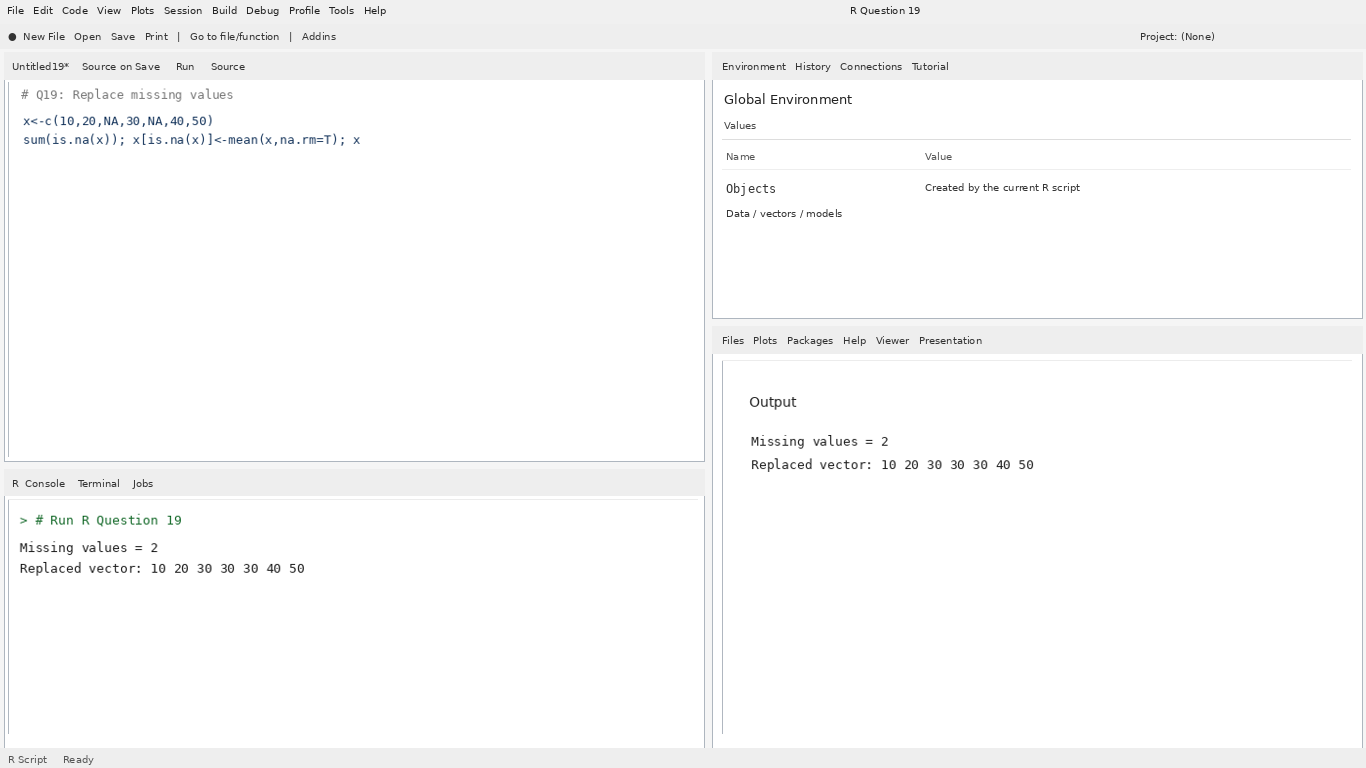 File Edit Code View Plots Session Build Debug Profile Tools Help
R Question 19
● New File Open Save Print | Go to file/function | Addins
Project: (None)
Untitled19* Source on Save Run Source
# Q19: Replace missing values
x<-c(10,20,NA,30,NA,40,50)
sum(is.na(x)); x[is.na(x)]<-mean(x,na.rm=T); x
Environment History Connections Tutorial
Global Environment
Values
Name Value
Objects Created by the current R script
Data / vectors / models
R Console Terminal Jobs
> # Run R Question 19
Missing values = 2
Replaced vector: 10 20 30 30 30 40 50
Files Plots Packages Help Viewer Presentation
Output
Missing values = 2
Replaced vector: 10 20 30 30 30 40 50
R Script Ready